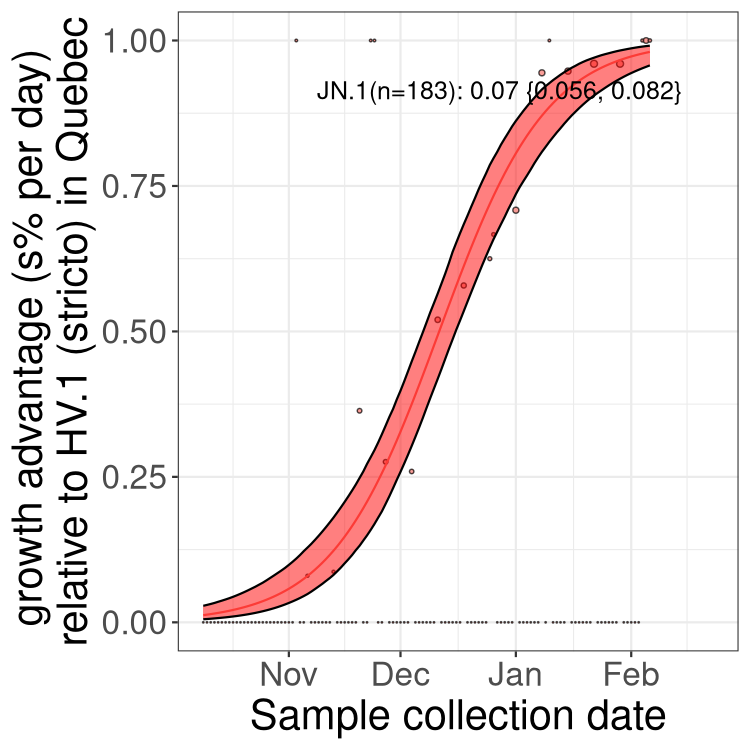 growth advantage (s% per day)
relative to HV.1 (stricto) in Quebec
1.00
0.75
0.50
0.25
0.00
JN.1(n=183): 0.07 {0.056, 0.082}
Nov Dec Jan Feb
Sample collection date